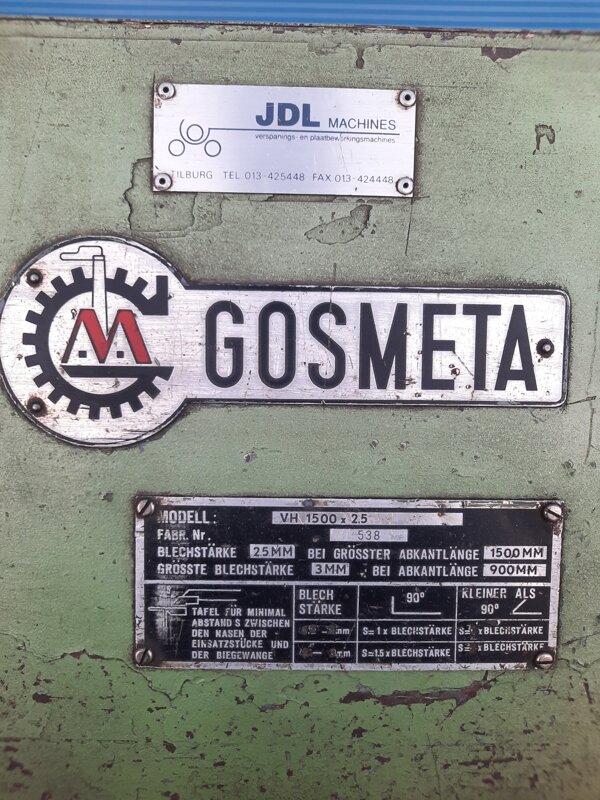 JDL MACHINES
verspanings- en plaatbewerkingsmachines
TILBURG TEL 013-425448 FAX 013-424448
M
GOSMETA
MODELL: VH 1500 x 2.5
FABR. Nr. 538
BLECHSTÄRKE 2.5MM BEI GRÖSSTER ABKANTLÄNGE 1500MM
GRÖSSTE BLECHSTÄRKE 3MM BEI ABKANTLÄNGE 900MM
TAFEL FÜR MINIMAL
ABSTAND S ZWISCHEN
DEN NASEN DER
EINSATZSTÜCKE UND
DER BIEGEWANGE
BLECH
STÄRKE
90°
KLEINER ALS
90°
S=1 x BLECHSTÄRKE
x BLECHSTÄRKE
S=1.5 x BLECHSTÄRKE
x BLECHSTÄRKE